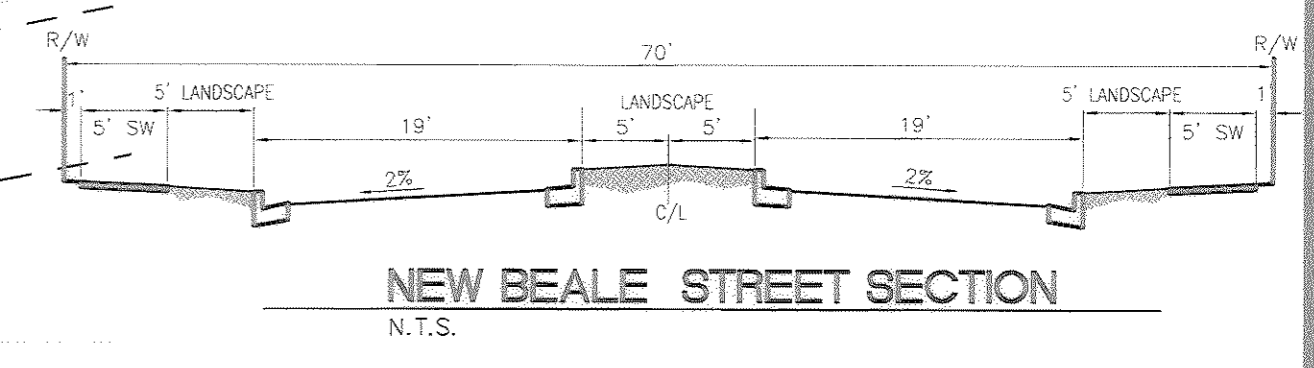 R/W
R/W
70'
1'
5' LANDSCAPE
LANDSCAPE
5' LANDSCAPE
1
5' SW
19'
5'
5'
19'
5' SW
2%
2%
C/L
NEW BEALE STREET SECTION
N.T.S.